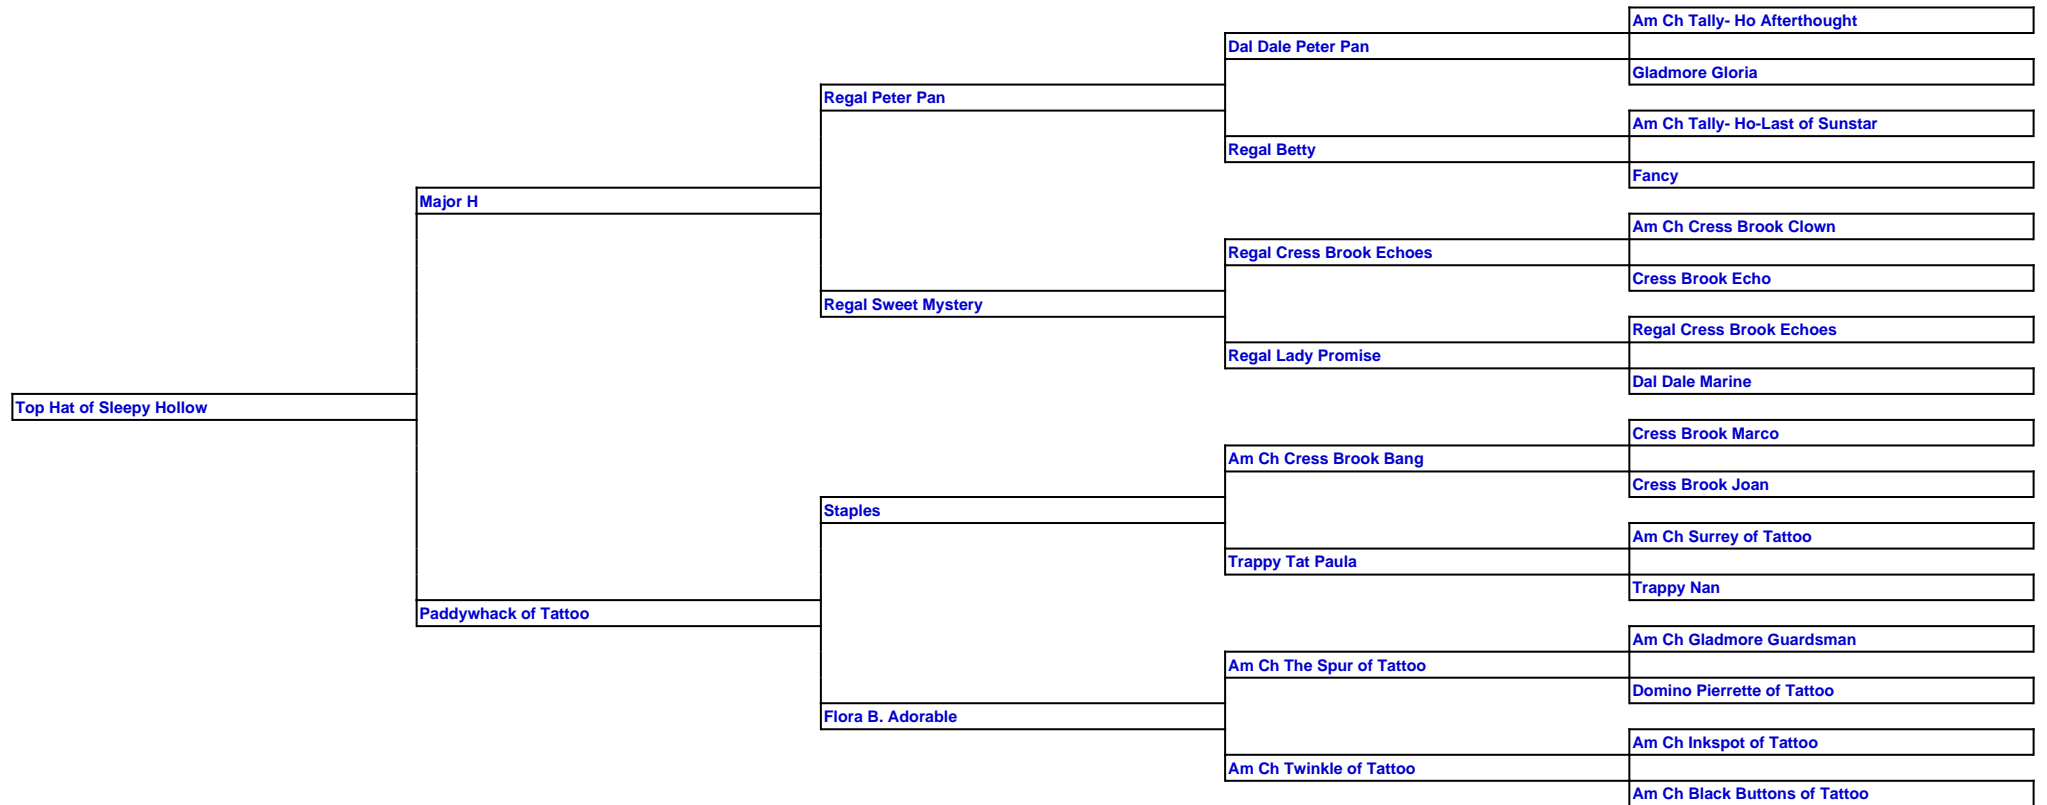 Am Ch Tally- Ho Afterthought
Dal Dale Peter Pan
Gladmore Gloria
Regal Peter Pan
Am Ch Tally- Ho-Last of Sunstar
Regal Betty
Fancy
Major H
Am Ch Cress Brook Clown
Regal Cress Brook Echoes
Cress Brook Echo
Regal Sweet Mystery
Regal Cress Brook Echoes
Regal Lady Promise
Dal Dale Marine
Top Hat of Sleepy Hollow
Cress Brook Marco
Am Ch Cress Brook Bang
Cress Brook Joan
Staples
Am Ch Surrey of Tattoo
Trappy Tat Paula
Trappy Nan
Paddywhack of Tattoo
Am Ch Gladmore Guardsman
Am Ch The Spur of Tattoo
Domino Pierrette of Tattoo
Flora B. Adorable
Am Ch Inkspot of Tattoo
Am Ch Twinkle of Tattoo
Am Ch Black Buttons of Tattoo